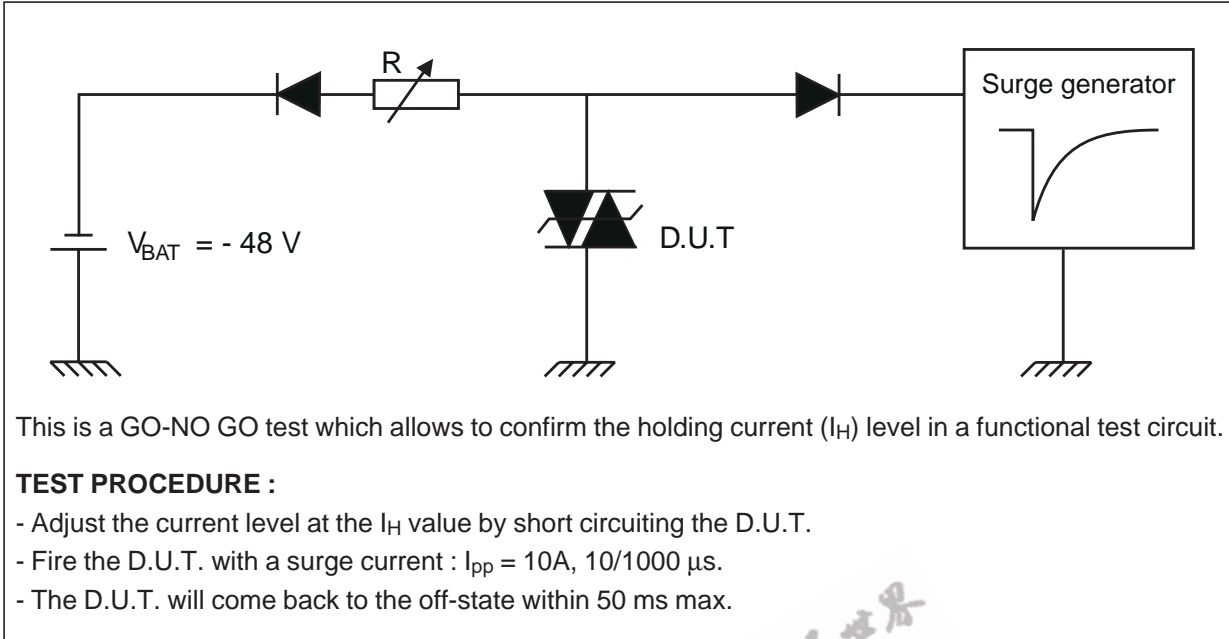 R
Surge generator
V_BAT = - 48 V
D.U.T
This is a GO-NO GO test which allows to confirm the holding current (I_H) level in a functional test circuit.
TEST PROCEDURE :
- Adjust the current level at the I_H value by short circuiting the D.U.T.
- Fire the D.U.T. with a surge current : I_pp = 10A, 10/1000 μs.
- The D.U.T. will come back to the off-state within 50 ms max.